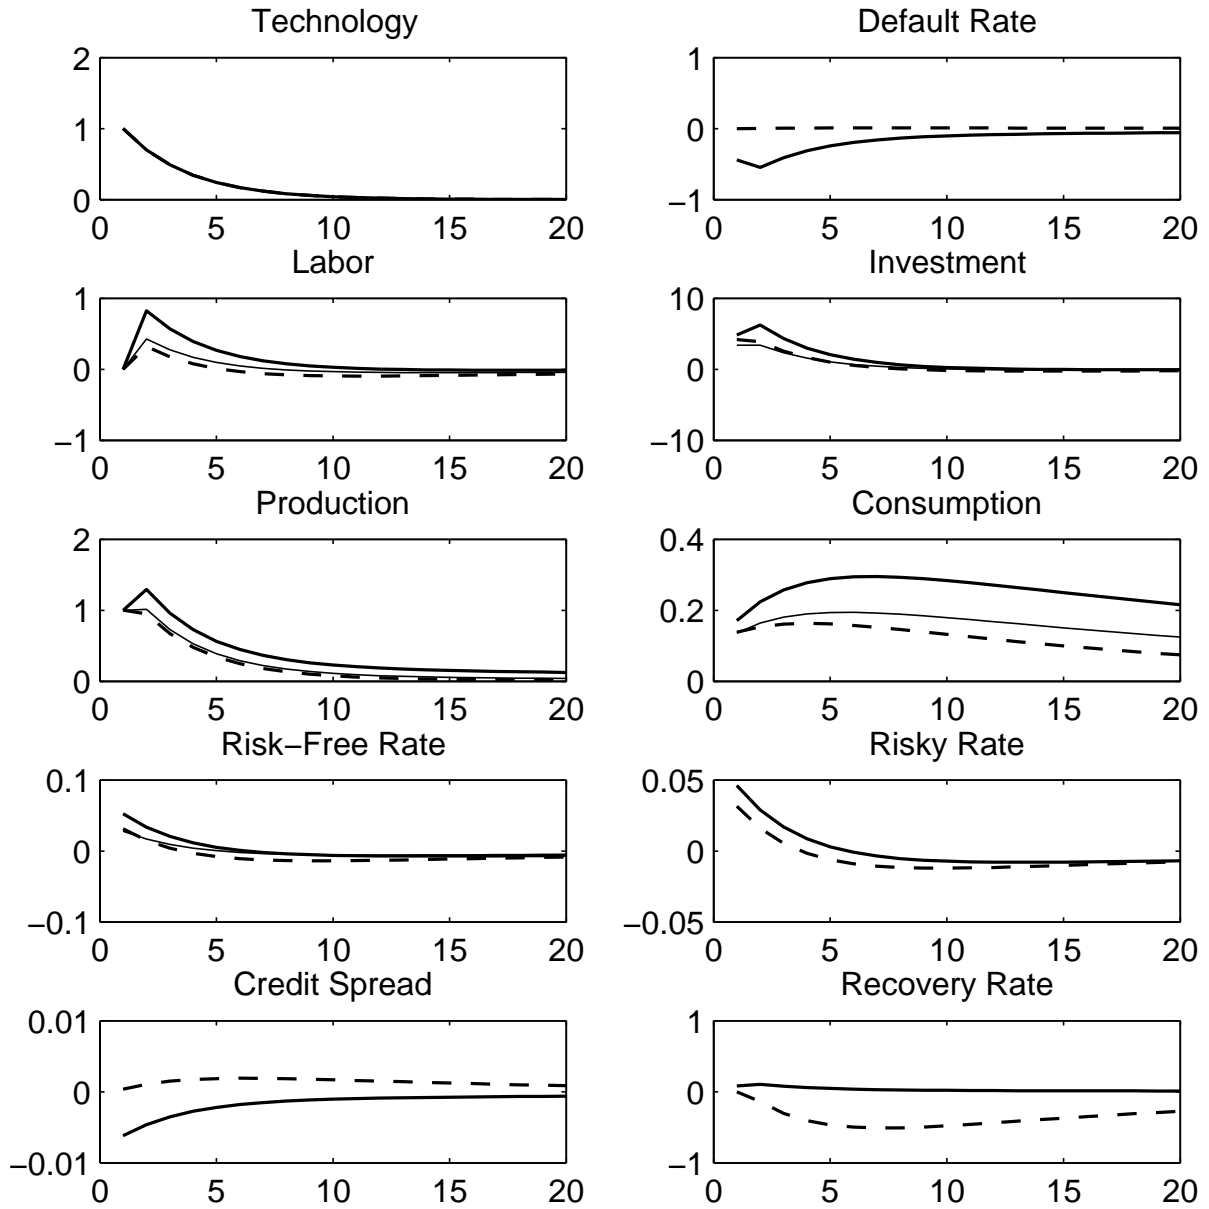 Technology
2
1
0
0 5 10 15 20
Default Rate
1
0
−1
0 5 10 15 20
Labor
1
0
−1
0 5 10 15 20
Investment
10
0
−10
0 5 10 15 20
Production
2
1
0
0 5 10 15 20
Consumption
0.4
0.2
0
0 5 10 15 20
Risk−Free Rate
0.1
0
−0.1
0 5 10 15 20
Risky Rate
0.05
0
−0.05
0 5 10 15 20
Credit Spread
0.01
0
−0.01
0 5 10 15 20
Recovery Rate
1
0
−1
0 5 10 15 20